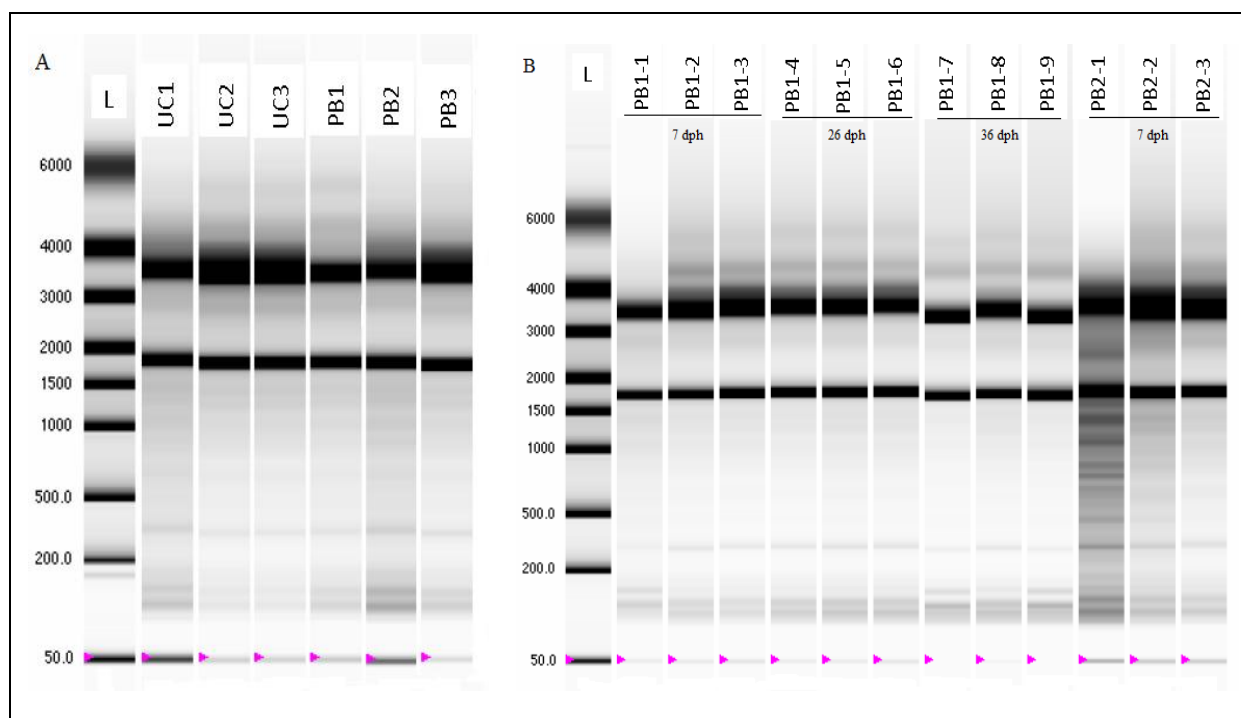 A
L
UC1
UC2
UC3
PB1
PB2
PB3
6000
4000
3000
2000
1500
1000
500.0
200.0
50.0
B
L
PB1-1
PB1-2
PB1-3
PB1-4
PB1-5
PB1-6
PB1-7
PB1-8
PB1-9
PB2-1
PB2-2
PB2-3
7 dph
26 dph
36 dph
7 dph
6000
4000
3000
2000
1500
1000
500.0
200.0
50.0